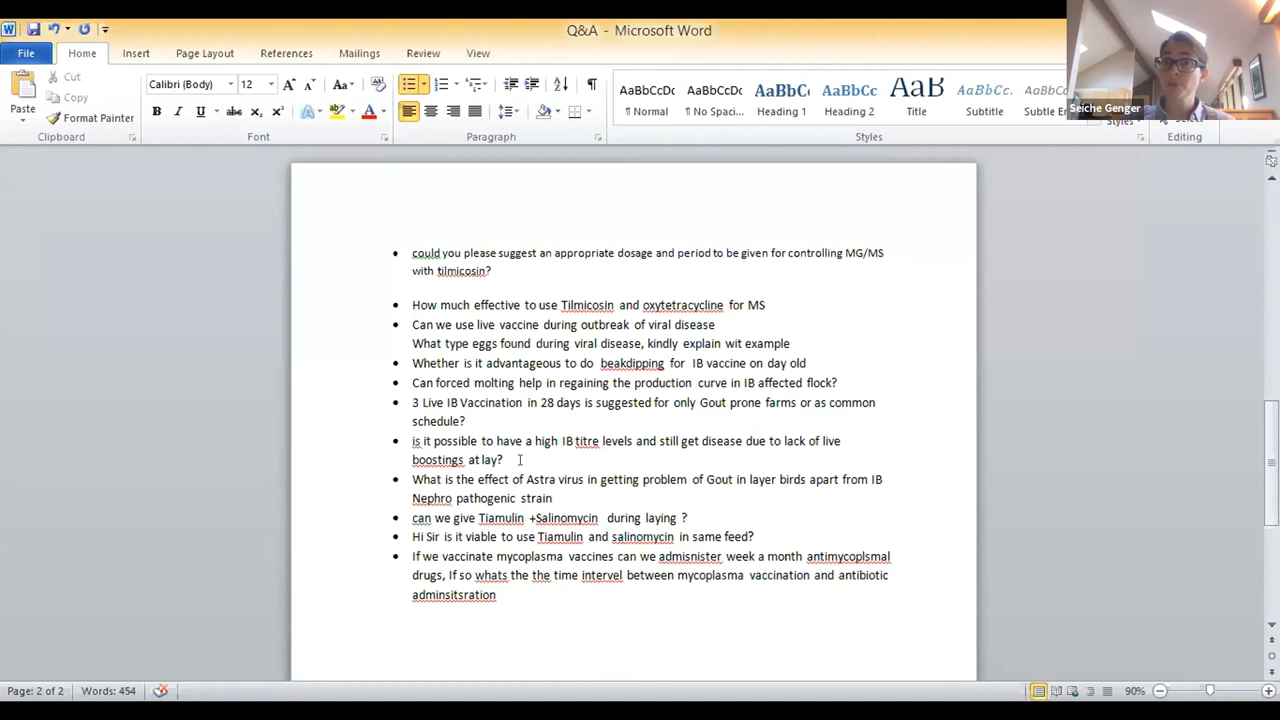 Q&A - Microsoft Word
File Home Insert Page Layout References Mailings Review View
Paste
Cut
Copy
Format Painter
Clipboard
Calibri (Body) 12
Font
Paragraph
AaBbCcDc AaBbCcDc AaBbCc AaBbCc AaB AaBbCc. AaBbCcDc
¶ Normal ¶ No Spaci... Heading 1 Heading 2 Title Subtitle Subtle E
Styles
Editing
Seiche Genger
• could you please suggest an appropriate dosage and period to be given for controlling MG/MS
with tilmicosin?
• How much effective to use Tilmicosin and oxytetracycline for MS
• Can we use live vaccine during outbreak of viral disease
What type eggs found during viral disease, kindly explain wit example
• Whether is it advantageous to do beakdipping for IB vaccine on day old
• Can forced molting help in regaining the production curve in IB affected flock?
• 3 Live IB Vaccination in 28 days is suggested for only Gout prone farms or as common
schedule?
• is it possible to have a high IB titre levels and still get disease due to lack of live
boostings at lay?
• What is the effect of Astra virus in getting problem of Gout in layer birds apart from IB
Nephro pathogenic strain
• can we give Tiamulin +Salinomycin during laying ?
• Hi Sir is it viable to use Tiamulin and salinomycin in same feed?
• If we vaccinate mycoplasma vaccines can we admisnister week a month antimycoplsmal
drugs, If so whats the the time intervel between mycoplasma vaccination and antibiotic
adminsitsration
Page: 2 of 2 Words: 454 90%